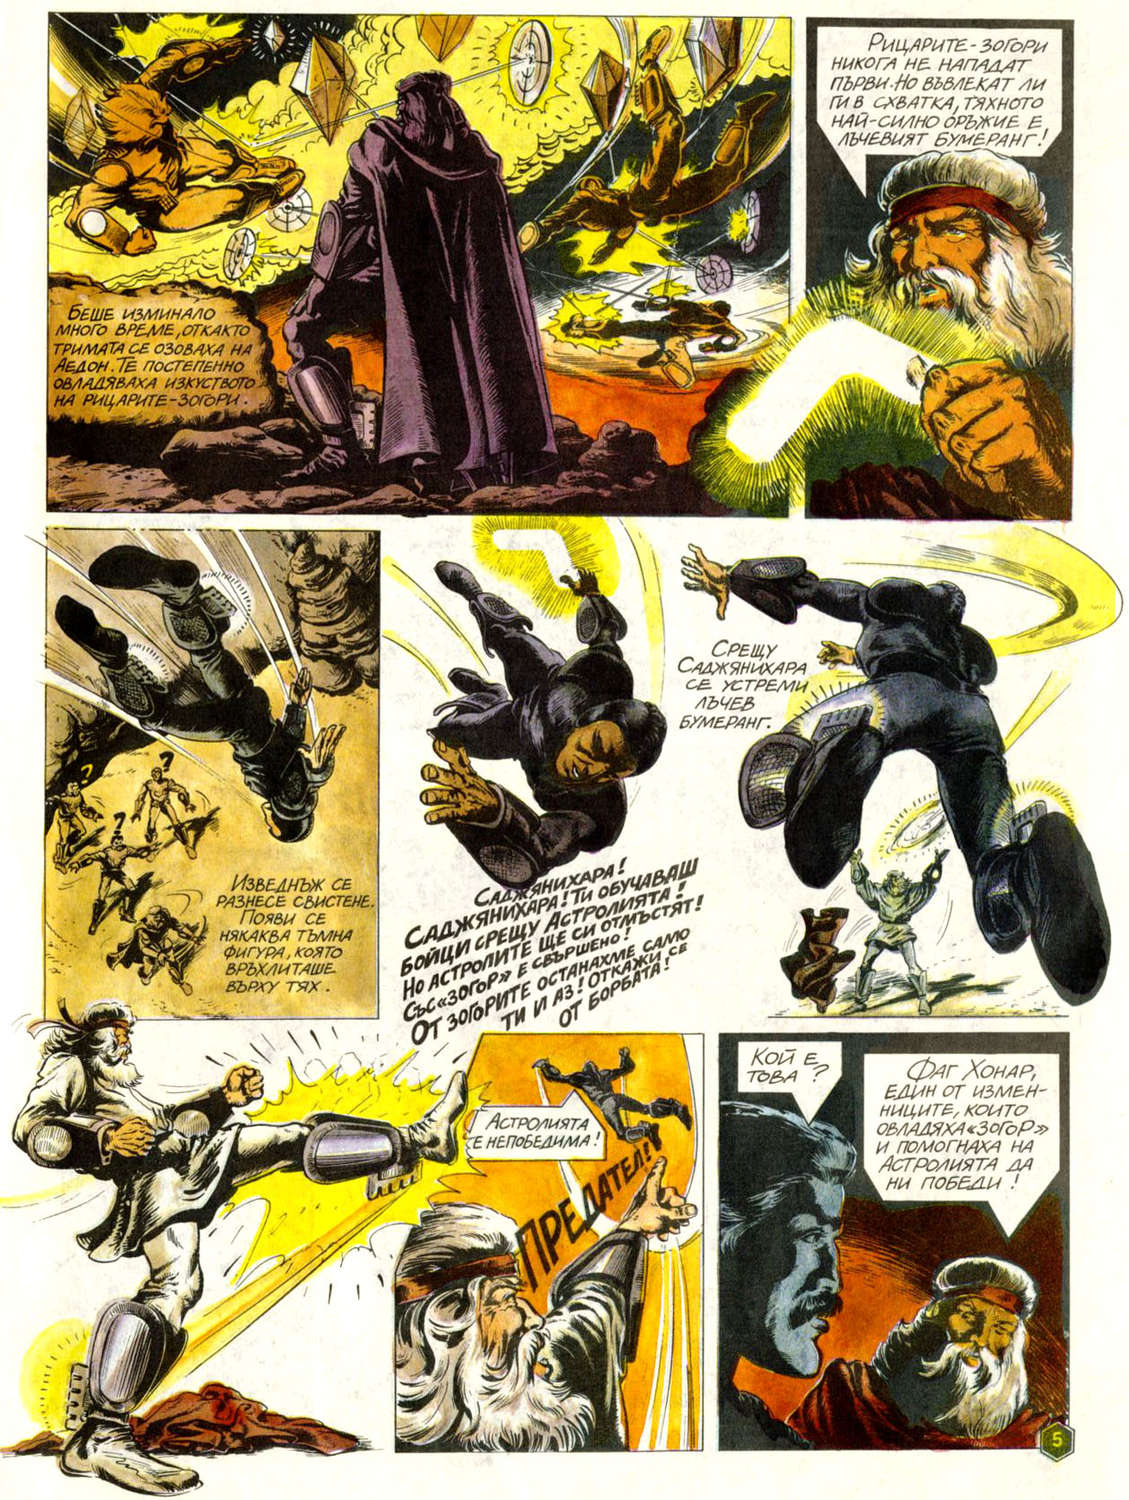 БЕШЕ ИЗМИНАЛО
МНОГО ВРЕМЕ, ОТКАКТО
ТРИМАТА СЕ ОЗОВАХА НА
АЕДОН. ТЕ ПОСТЕПЕННО
ОВЛАДЯВАХА ИЗКУСТВОТО
НА РИЦАРИТЕ-ЗОГОРИ.
РИЦАРИТЕ-ЗОГОРИ
НИКОГА НЕ НАПАДАТ
ПЪРВИ. НО ВЪВЛЕКАТ ЛИ
ГИ В СХВАТКА, ТЯХНОТО
НАЙ-СИЛНО ОРЪЖИЕ Е
ЛЪЧЕВИЯТ БУМЕРАНГ!
?
?
?
ИЗВЕДНЪЖ СЕ
РАЗНЕСЕ СВИСТЕНЕ.
ПОЯВИ СЕ
НЯКАКВА ТЪМНА
ФИГУРА, КОЯТО
ВРЪХЛИТАШЕ
ВЪРХУ ТЯХ.
САДЖЯНИХАРА!
САДЖЯНИХАРА! ТИ ОБУЧАВАШ
БОЙЦИ СРЕЩУ АСТРОЛИЯТА!
НО АСТРОЛИТЕ ЩЕ СИ ОТМЪСТЯТ!
СЪС «ЗОГОР» Е СВЪРШЕНО!
ОТ ЗОГОРИТЕ ОСТАНАХМЕ САМО
ТИ И АЗ! ОТКАЖИ СЕ
ОТ БОРБАТА!
СРЕЩУ
САДЖЯНИХАРА
СЕ УСТРЕМИ
ЛЪЧЕВ
БУМЕРАНГ.
АСТРОЛИЯТА
Е НЕПОБЕДИМА!
ПРЕДАТЕЛ!
КОЙ Е
ТОВА?
ФАГ ХОНАР,
ЕДИН ОТ ИЗМЕН-
НИЦИТЕ, КОИТО
ОВЛАДЯХА «ЗОГОР»
И ПОМОГНАХА НА
АСТРОЛИЯТА ДА
НИ ПОБЕДИ!
5